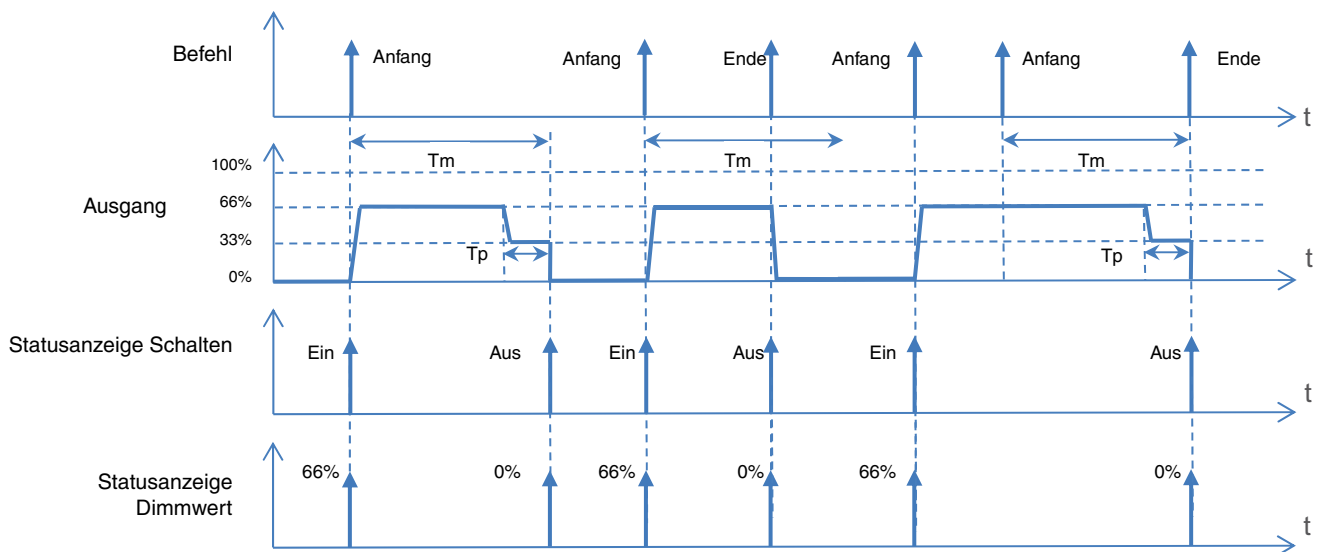 Befehl
Anfang
Anfang
Ende
Anfang
Anfang
Ende
t
Ausgang
100%
66%
33%
0%
Tm
Tm
Tm
Tp
Tp
t
Statusanzeige Schalten
Ein
Aus
Ein
Aus
Ein
Aus
t
Statusanzeige
Dimmwert
66%
0%
66%
0%
66%
0%
t